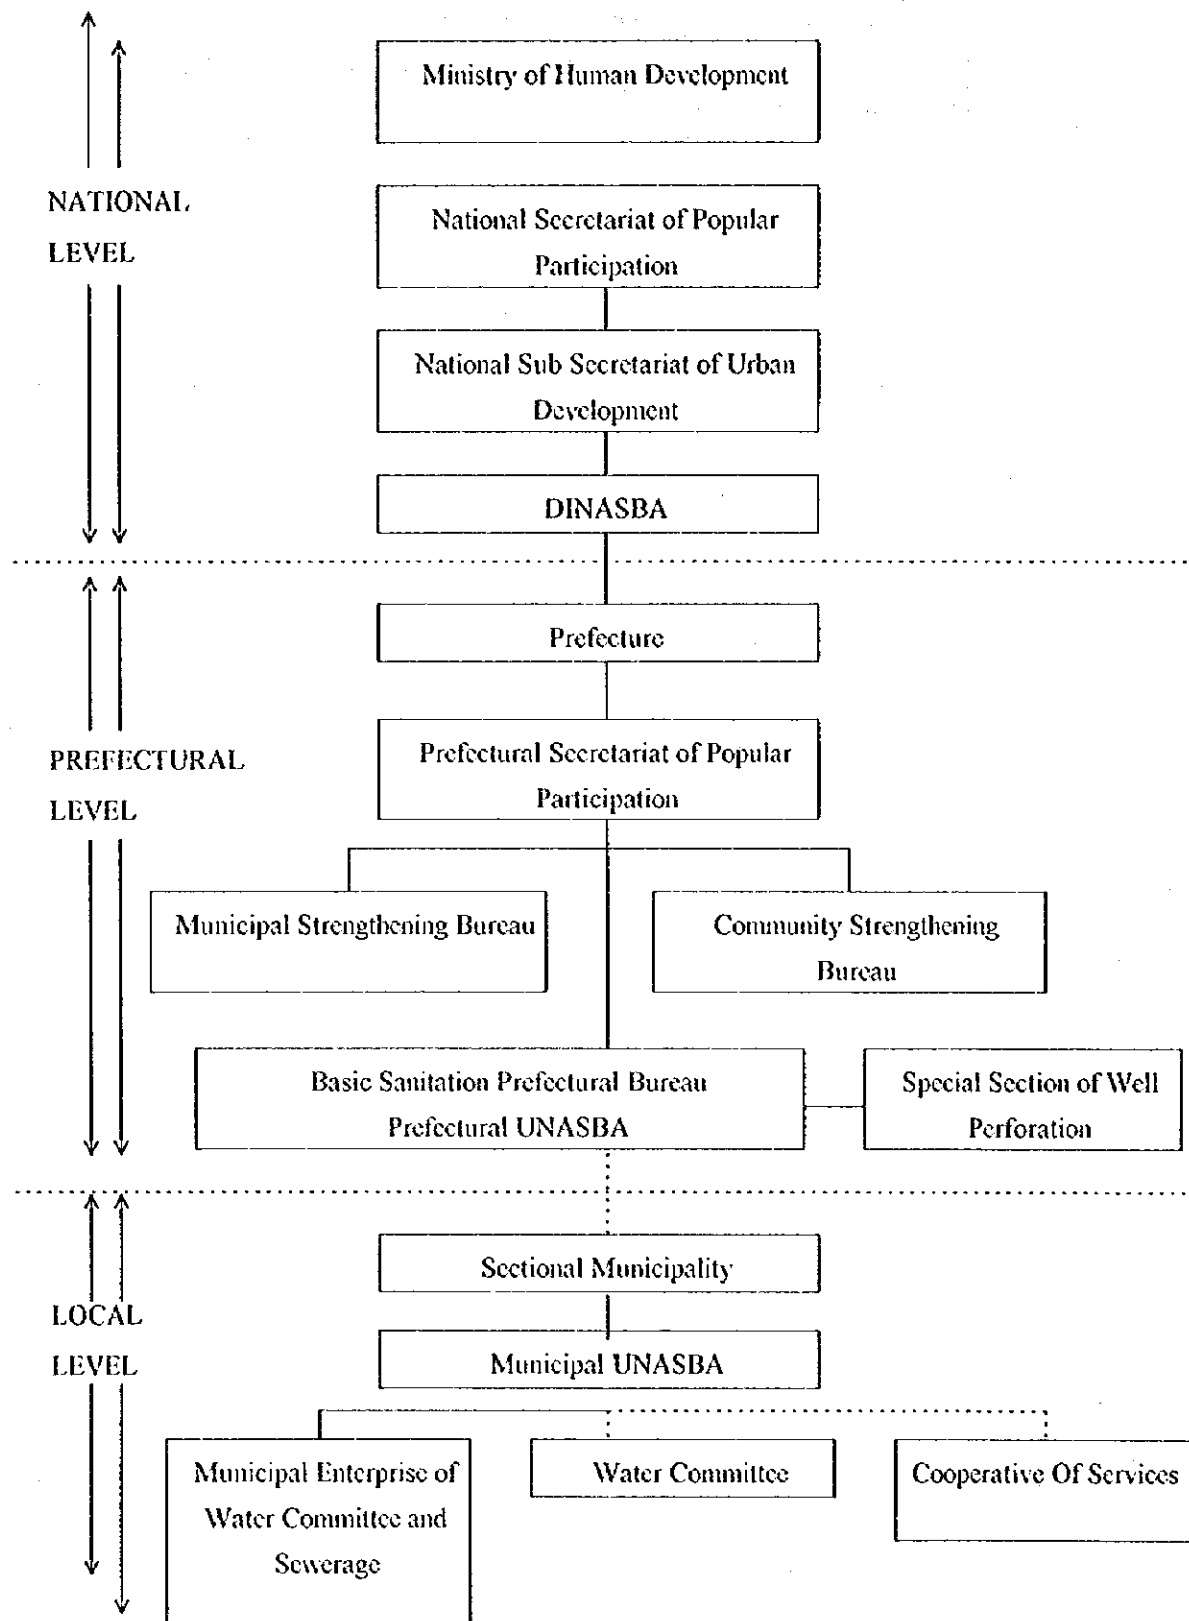 Ministry of Human Development
NATIONAL
LEVEL
National Secretariat of Popular
Participation
National Sub Secretariat of Urban
Development
DINASBA
Prefecture
PREFECTURAL
LEVEL
Prefectural Secretariat of Popular
Participation
Municipal Strengthening Bureau
Community Strengthening
Bureau
Basic Sanitation Prefectural Bureau
Prefectural UNASBA
Special Section of Well
Perforation
Sectional Municipality
LOCAL
LEVEL
Municipal UNASBA
Municipal Enterprise of
Water Committee and
Sewerage
Water Committee
Cooperative Of Services